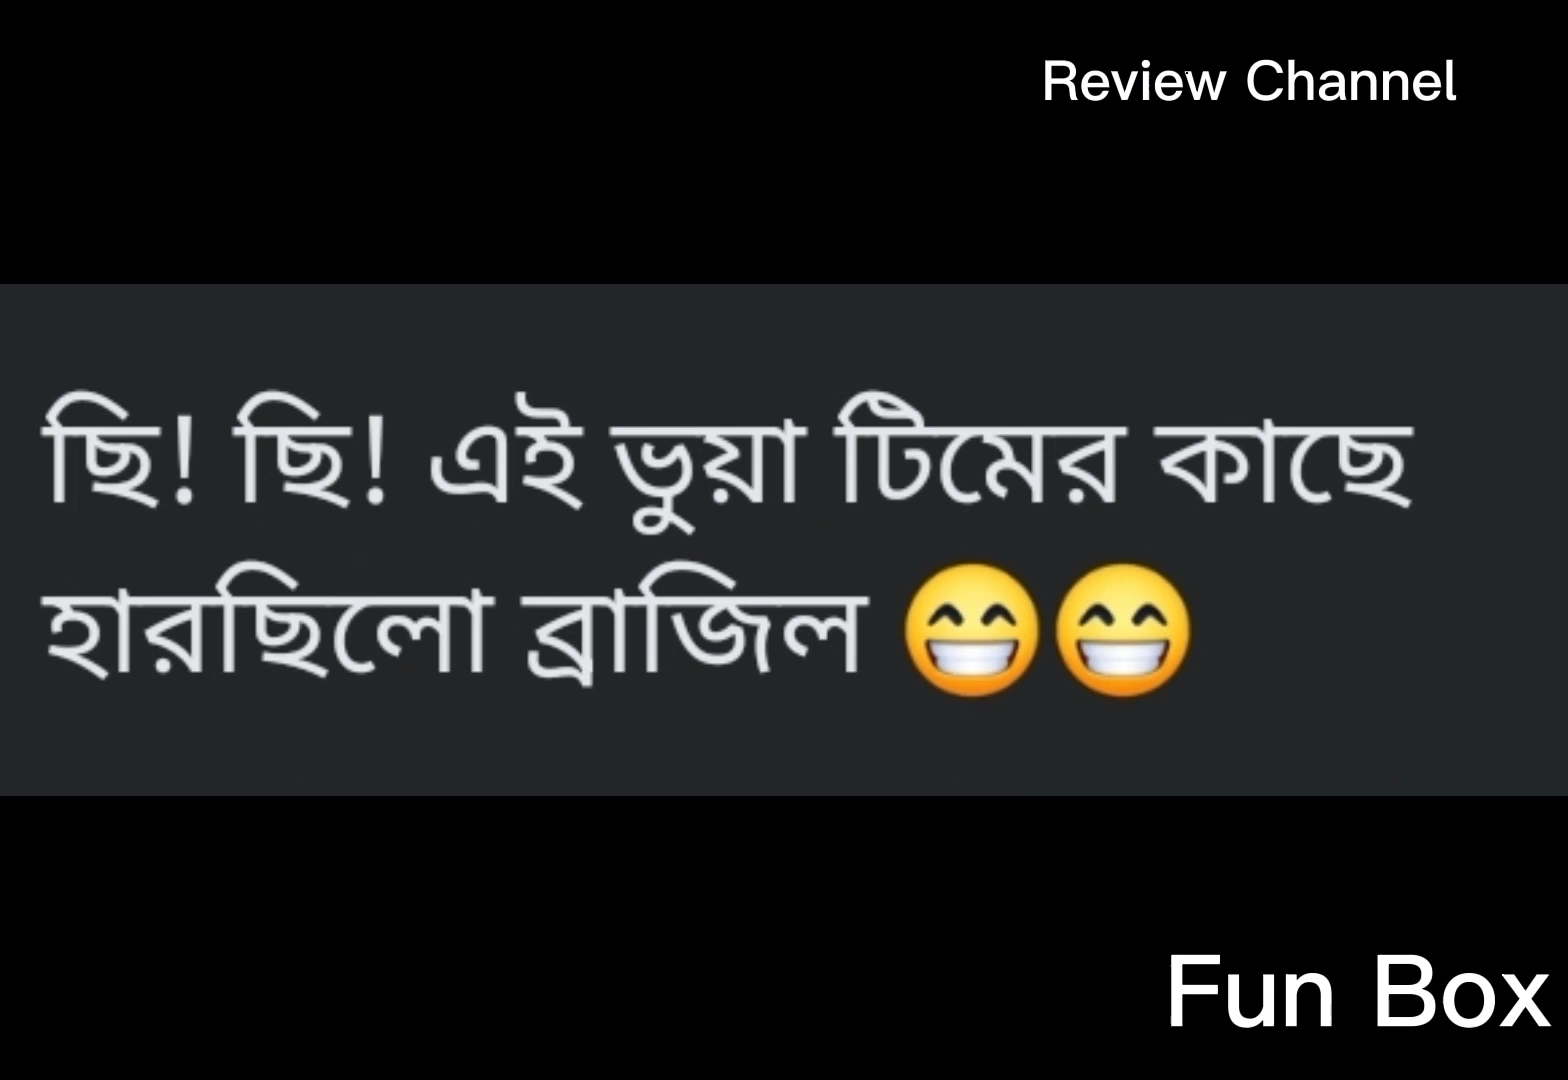 Review Channel
ছি! ছি! এই ভুয়া টিমের কাছে
হারছিলো ব্রাজিল 😁😁
Fun Box